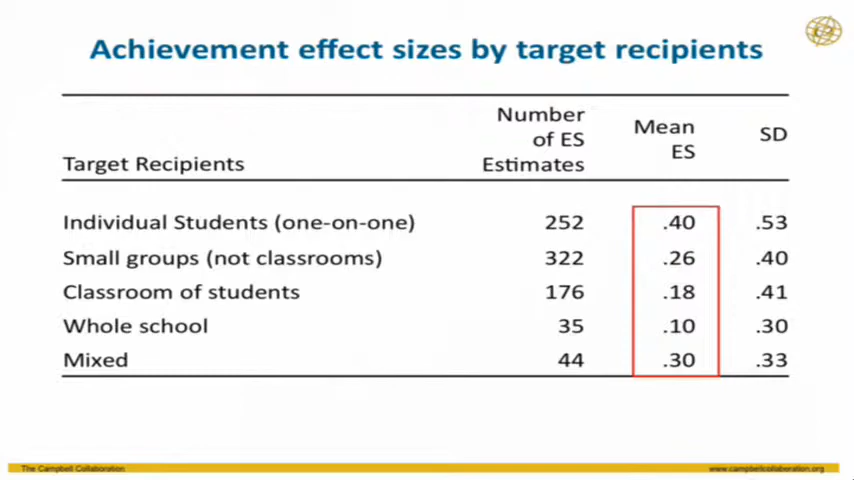 Achievement effect sizes by target recipients
Target Recipients Number of ES Estimates Mean ES SD
Individual Students (one-on-one) 252 .40 .53
Small groups (not classrooms) 322 .26 .40
Classroom of students 176 .18 .41
Whole school 35 .10 .30
Mixed 44 .30 .33
The Campbell Collaboration www.campbellcollaboration.org